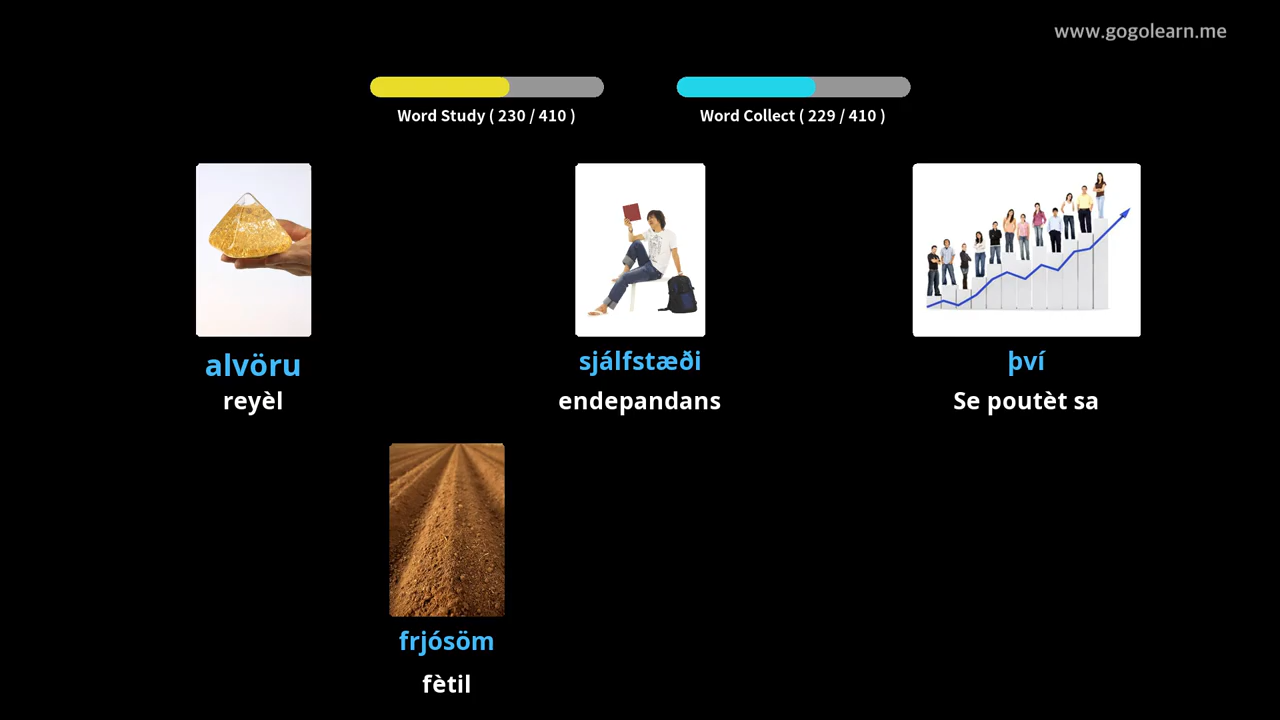 www.gogolearn.me
Word Study ( 230 / 410 )
Word Collect ( 229 / 410 )
alvöru
reyèl
sjálfstæði
endepandans
því
Se poutèt sa
frjósöm
fètil